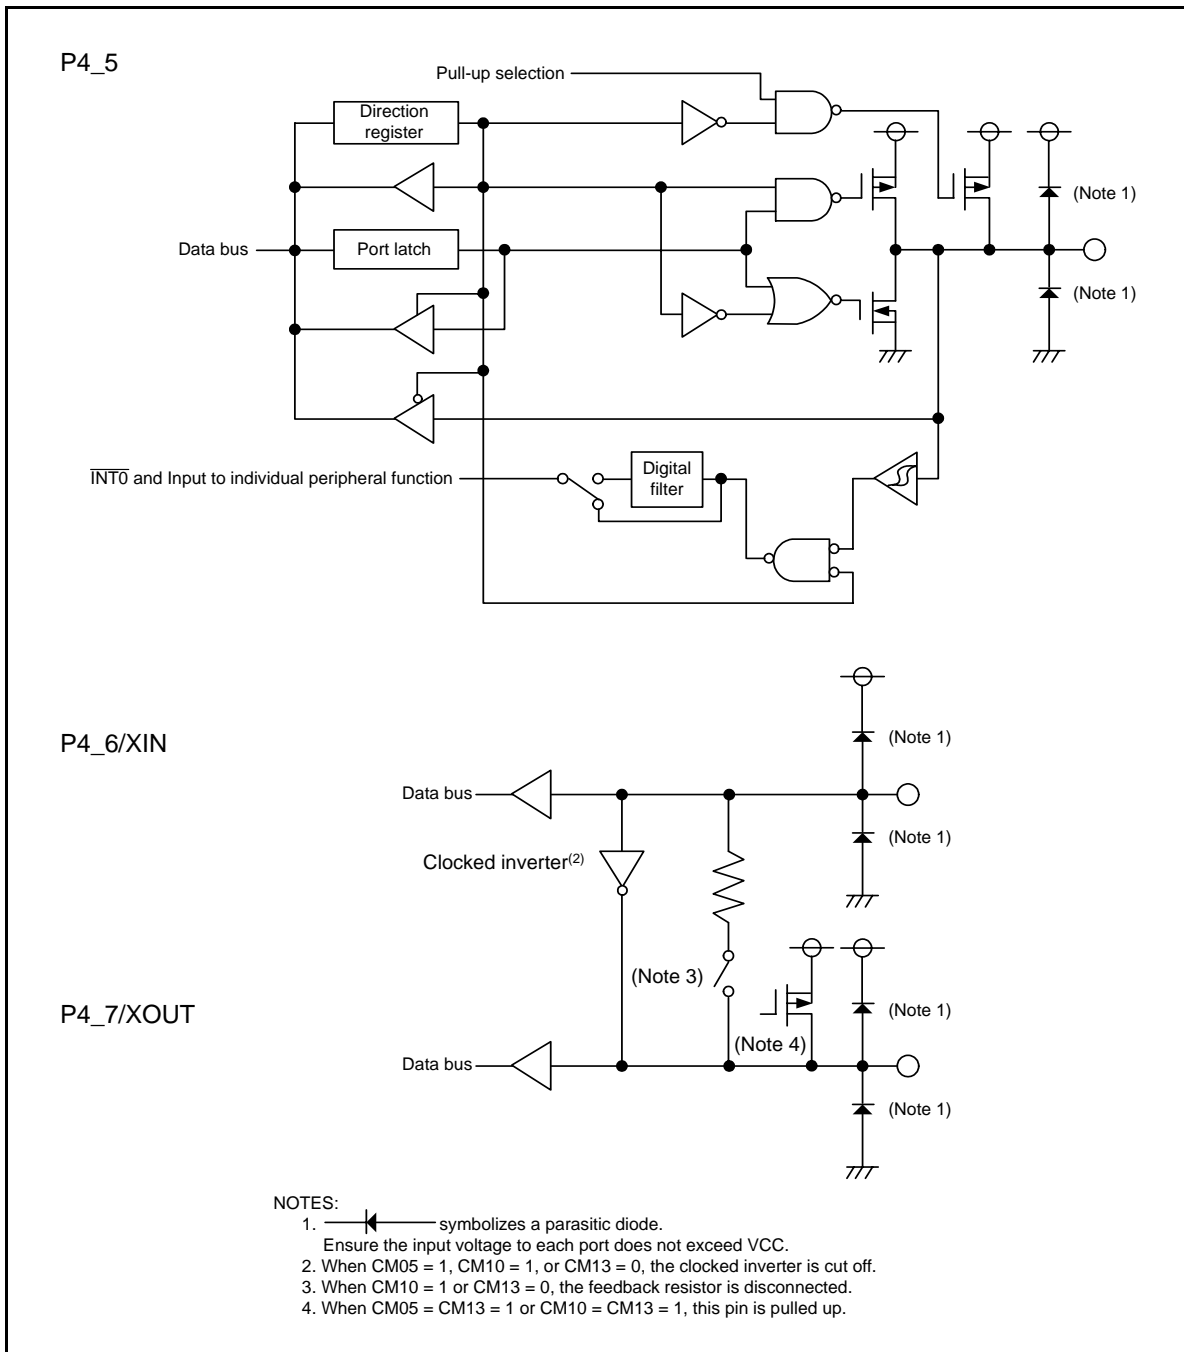 P4_5
Pull-up selection
Direction
register
(Note 1)
Data bus
Port latch
(Note 1)
INT0 and Input to individual peripheral function
Digital
filter
P4_6/XIN
(Note 1)
Data bus
(Note 1)
Clocked inverter(2)
(Note 3)
P4_7/XOUT
(Note 1)
(Note 4)
Data bus
(Note 1)
NOTES:
1. symbolizes a parasitic diode.
Ensure the input voltage to each port does not exceed VCC.
2. When CM05 = 1, CM10 = 1, or CM13 = 0, the clocked inverter is cut off.
3. When CM10 = 1 or CM13 = 0, the feedback resistor is disconnected.
4. When CM05 = CM13 = 1 or CM10 = CM13 = 1, this pin is pulled up.